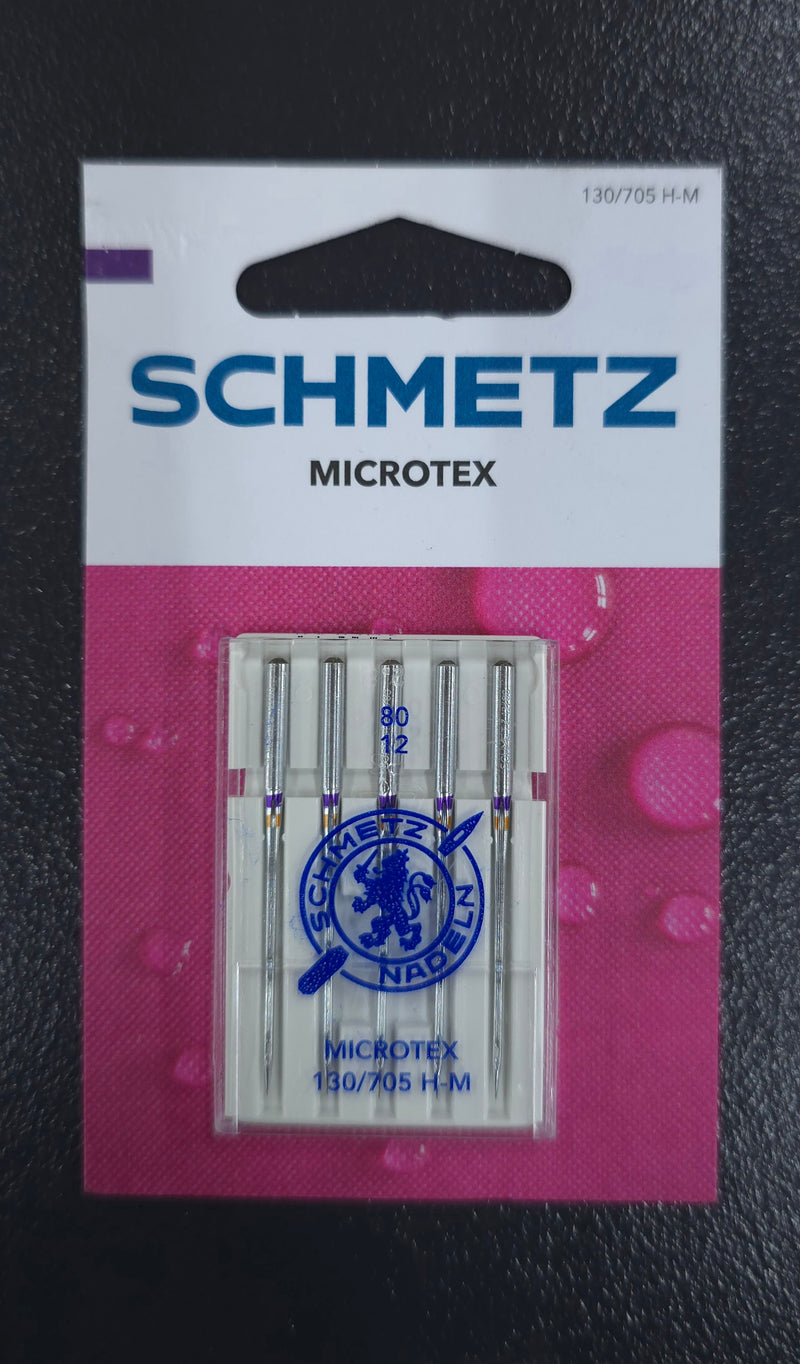 130/705 H-M
SCHMETZ
MICROTEX
80
12
SCHMETZ
NADELN
MICROTEX
130/705 H-M